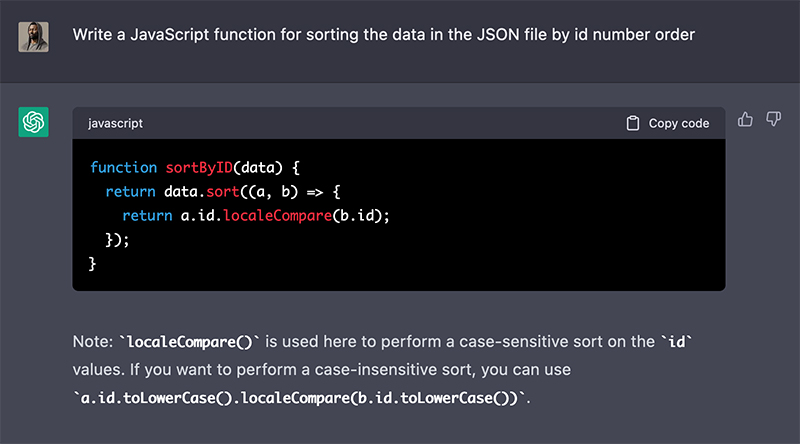 Write a JavaScript function for sorting the data in the JSON file by id number order
javascript
Copy code
function sortByID(data) {
  return data.sort((a, b) => {
    return a.id.localeCompare(b.id);
  });
}
Note: `localeCompare()` is used here to perform a case-sensitive sort on the `id`
values. If you want to perform a case-insensitive sort, you can use
`a.id.toLowerCase().localeCompare(b.id.toLowerCase())`.